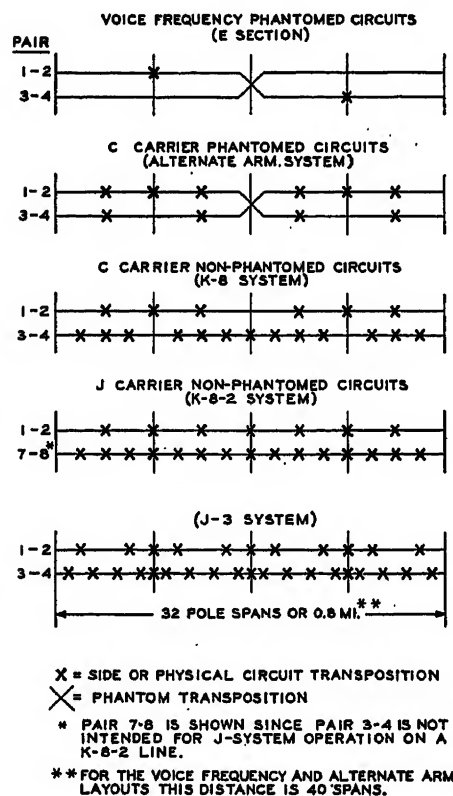 VOICE FREQUENCY PHANTOMED CIRCUITS
(E SECTION)
PAIR
1-2
3-4
C CARRIER PHANTOMED CIRCUITS
(ALTERNATE ARM. SYSTEM)
1-2
3-4
C CARRIER NON-PHANTOMED CIRCUITS
(K-8 SYSTEM)
1-2
3-4
J CARRIER NON-PHANTOMED CIRCUITS
(K-8-2 SYSTEM)
1-2
7-8*
(J-3 SYSTEM)
1-2
3-4
32 POLE SPANS OR 0.8 MI.**
X = SIDE OR PHYSICAL CIRCUIT TRANSPOSITION
X = PHANTOM TRANSPOSITION
* PAIR 7-8 IS SHOWN SINCE PAIR 3-4 IS NOT
INTENDED FOR J-SYSTEM OPERATION ON A
K-8-2 LINE.
** FOR THE VOICE FREQUENCY AND ALTERNATE ARM
LAYOUTS THIS DISTANCE IS 40 SPANS.